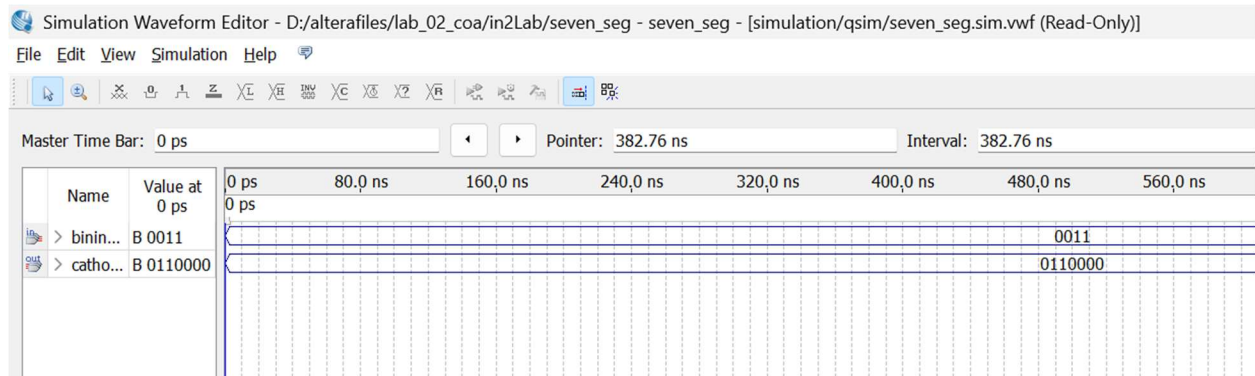 Simulation Waveform Editor - D:/alterafiles/lab_02_coa/in2Lab/seven_seg - seven_seg - [simulation/qsim/seven_seg.sim.vwf (Read-Only)]
File Edit View Simulation Help
Master Time Bar: 0 ps Pointer: 382.76 ns Interval: 382.76 ns
Name Value at 0 ps
0 ps 80.0 ns 160.0 ns 240.0 ns 320.0 ns 400.0 ns 480.0 ns 560.0 ns
0 ps
in binin... B 0011 0011
out catho... B 0110000 0110000